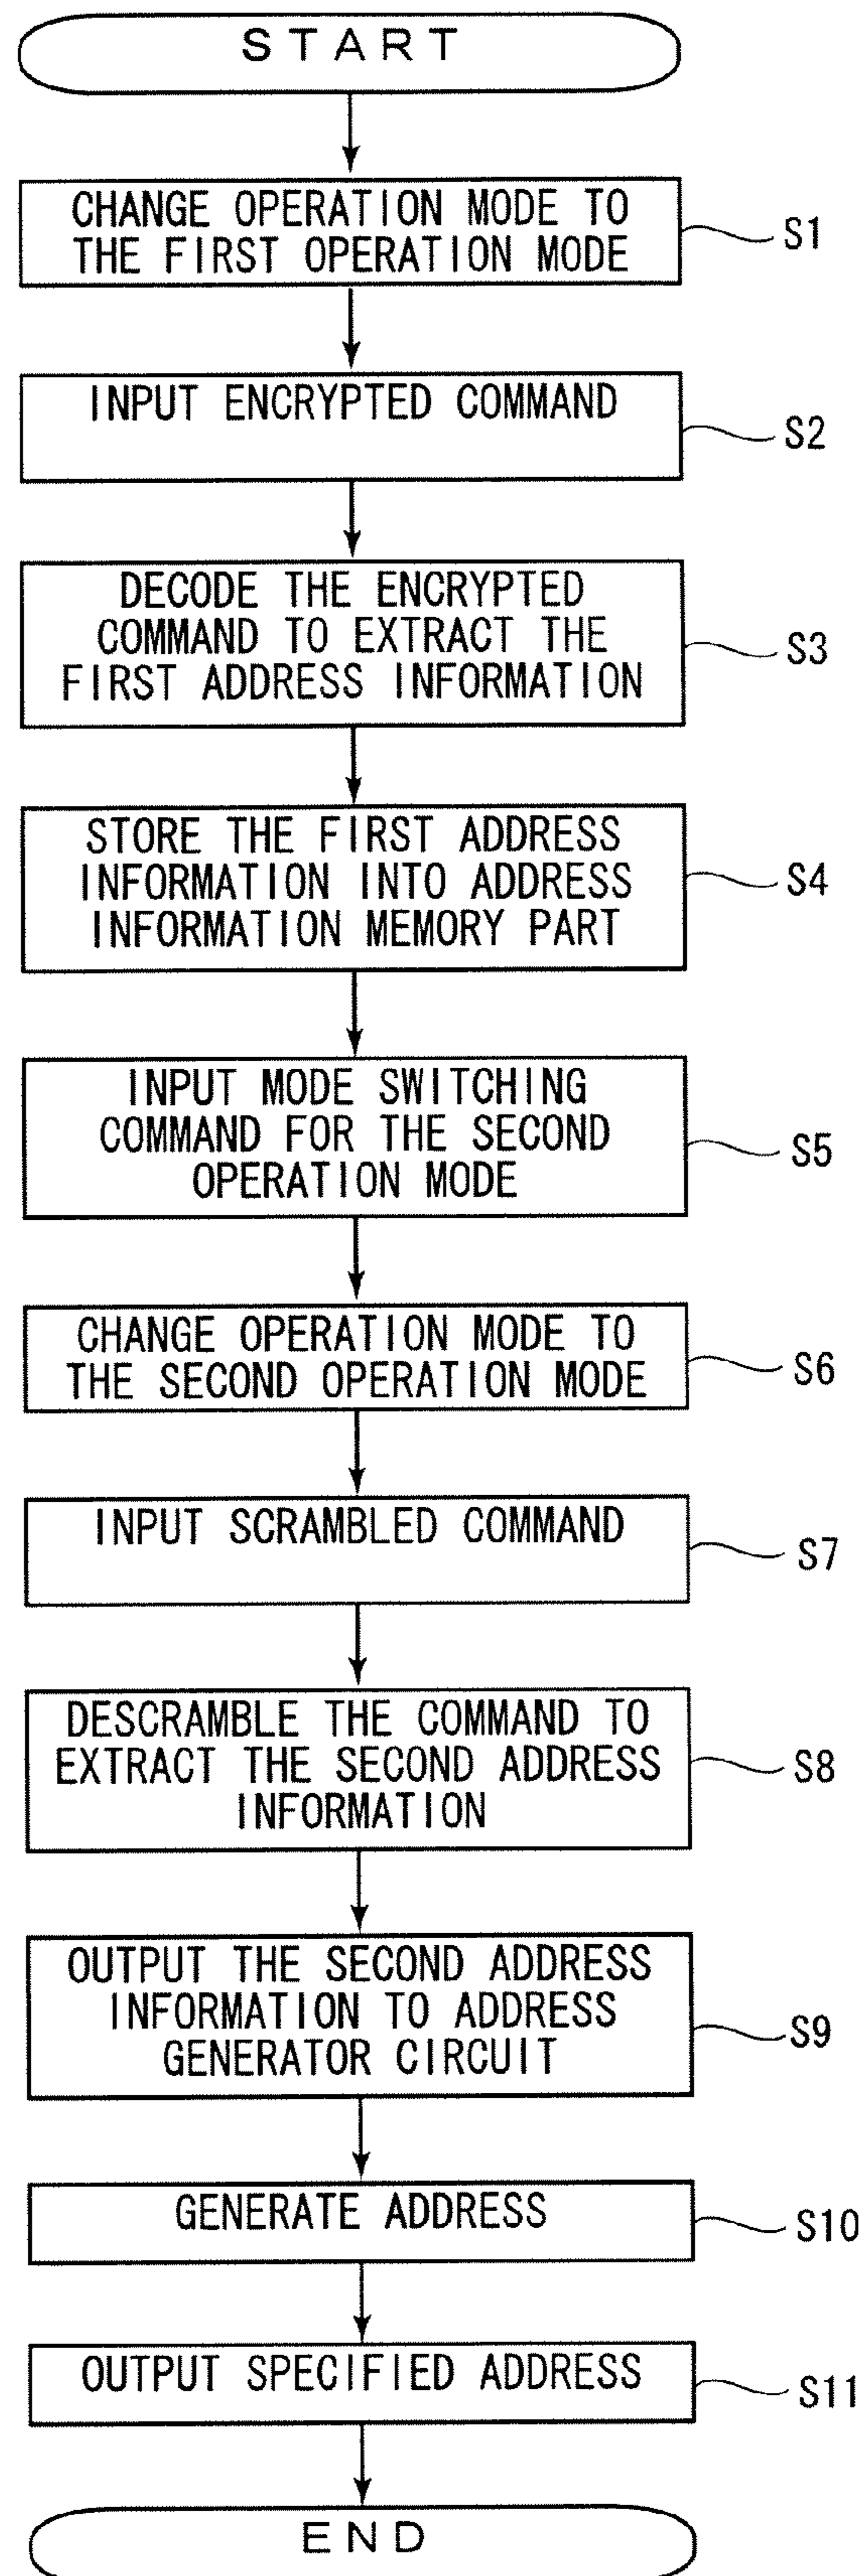 START
CHANGE OPERATION MODE TO
THE FIRST OPERATION MODE
S1
INPUT ENCRYPTED COMMAND
S2
DECODE THE ENCRYPTED
COMMAND TO EXTRACT THE
FIRST ADDRESS INFORMATION
S3
STORE THE FIRST ADDRESS
INFORMATION INTO ADDRESS
INFORMATION MEMORY PART
S4
INPUT MODE SWITCHING
COMMAND FOR THE SECOND
OPERATION MODE
S5
CHANGE OPERATION MODE TO
THE SECOND OPERATION MODE
S6
INPUT SCRAMBLED COMMAND
S7
DESCRAMBLE THE COMMAND TO
EXTRACT THE SECOND ADDRESS
INFORMATION
S8
OUTPUT THE SECOND ADDRESS
INFORMATION TO ADDRESS
GENERATOR CIRCUIT
S9
GENERATE ADDRESS
S10
OUTPUT SPECIFIED ADDRESS
S11
END